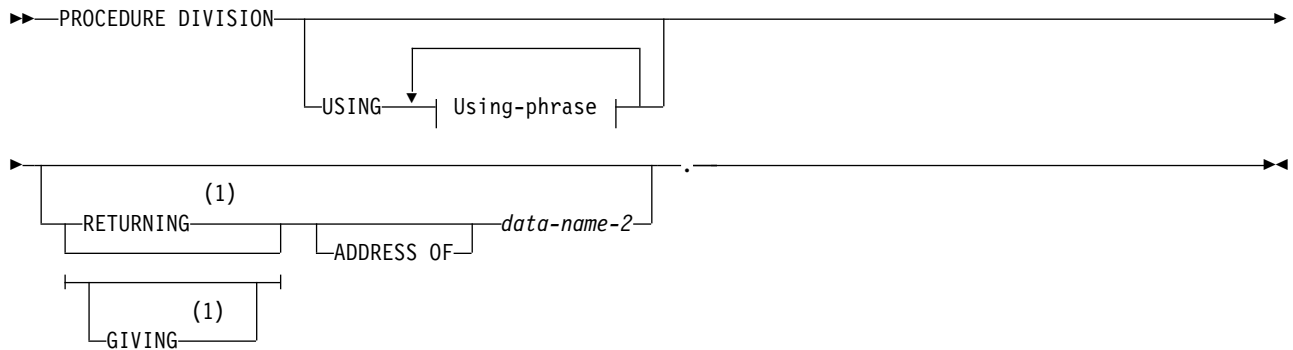 PROCEDURE DIVISION
USING Using-phrase
.
(1)
RETURNING data-name-2
ADDRESS OF
(1)
GIVING